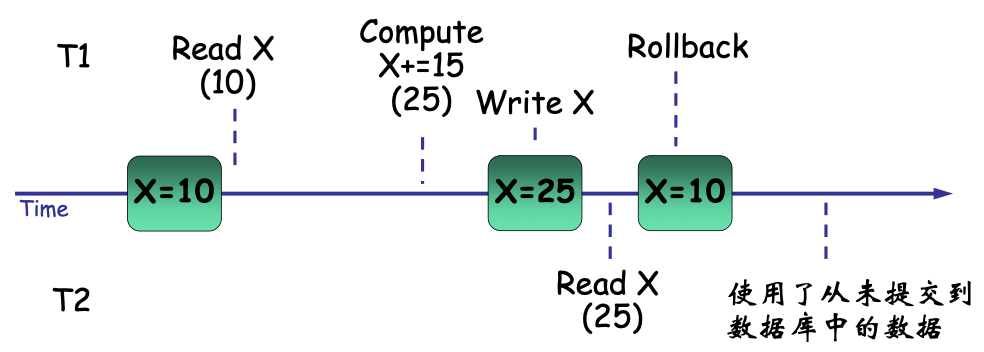 T1
Read X
(10)
Compute
X+=15
(25)
Write X
Rollback
X=10
X=25
X=10
Time
T2
Read X
(25)
使用了从未提交到
数据库中的数据